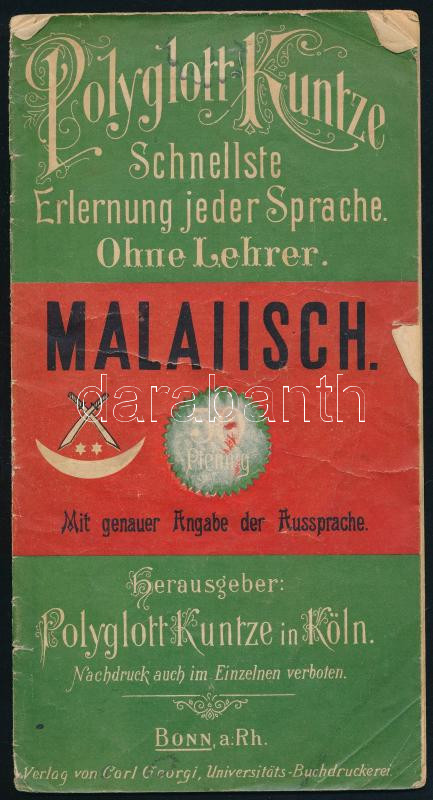 Polyglott Kuntze
Schnellste
Erlernung jeder Sprache.
Ohne Lehrer.
MALAIISCH.
darabanth
50
Pfennig
Mit genauer Angabe der Aussprache.
Herausgeber:
Polyglott Kuntze in Köln.
Nachdruck auch im Einzelnen verboten.
BONN, a. Rh.
Verlag von Carl Georgi, Universitäts-Buchdruckerei.